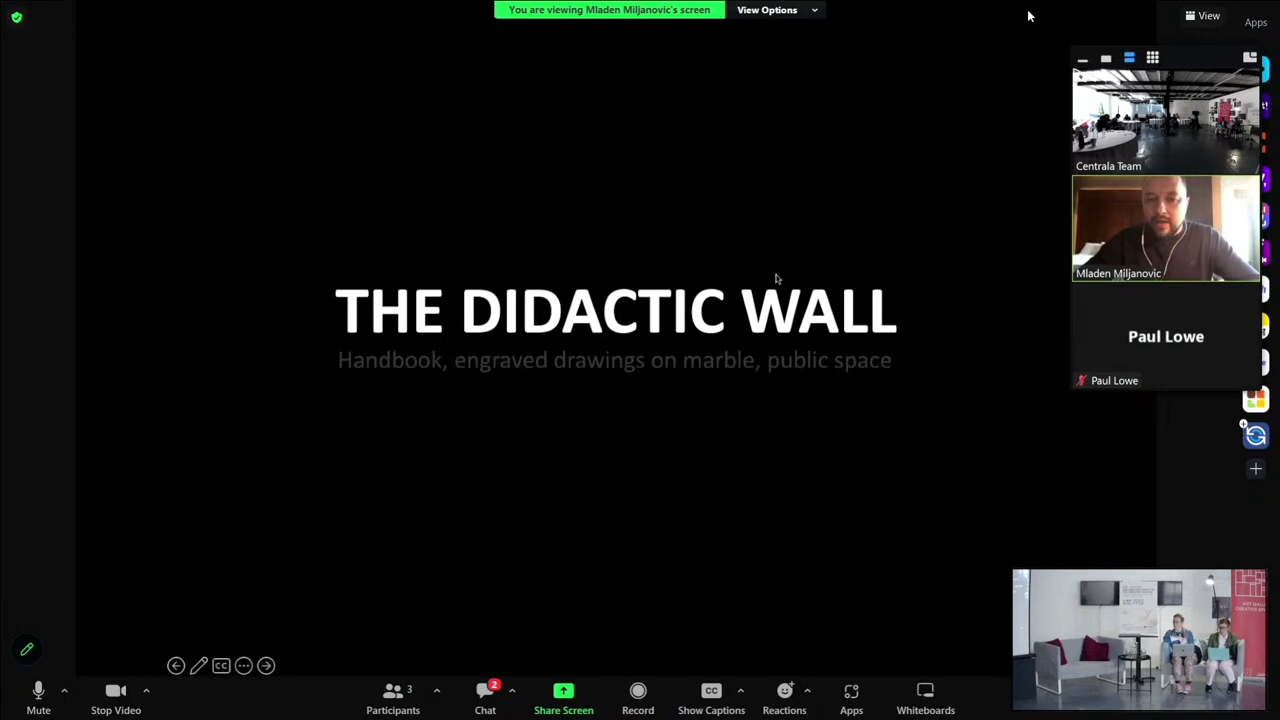 You are viewing Mladen Miljanovic's screen
View Options
View
Apps
Centrala Team
Mladen Miljanovic
Paul Lowe
Paul Lowe
THE DIDACTIC WALL
Handbook, engraved drawings on marble, public space
CC
Mute
Stop Video
3
Participants
2
Chat
Share Screen
Record
CC
Show Captions
Reactions
Apps
Whiteboards